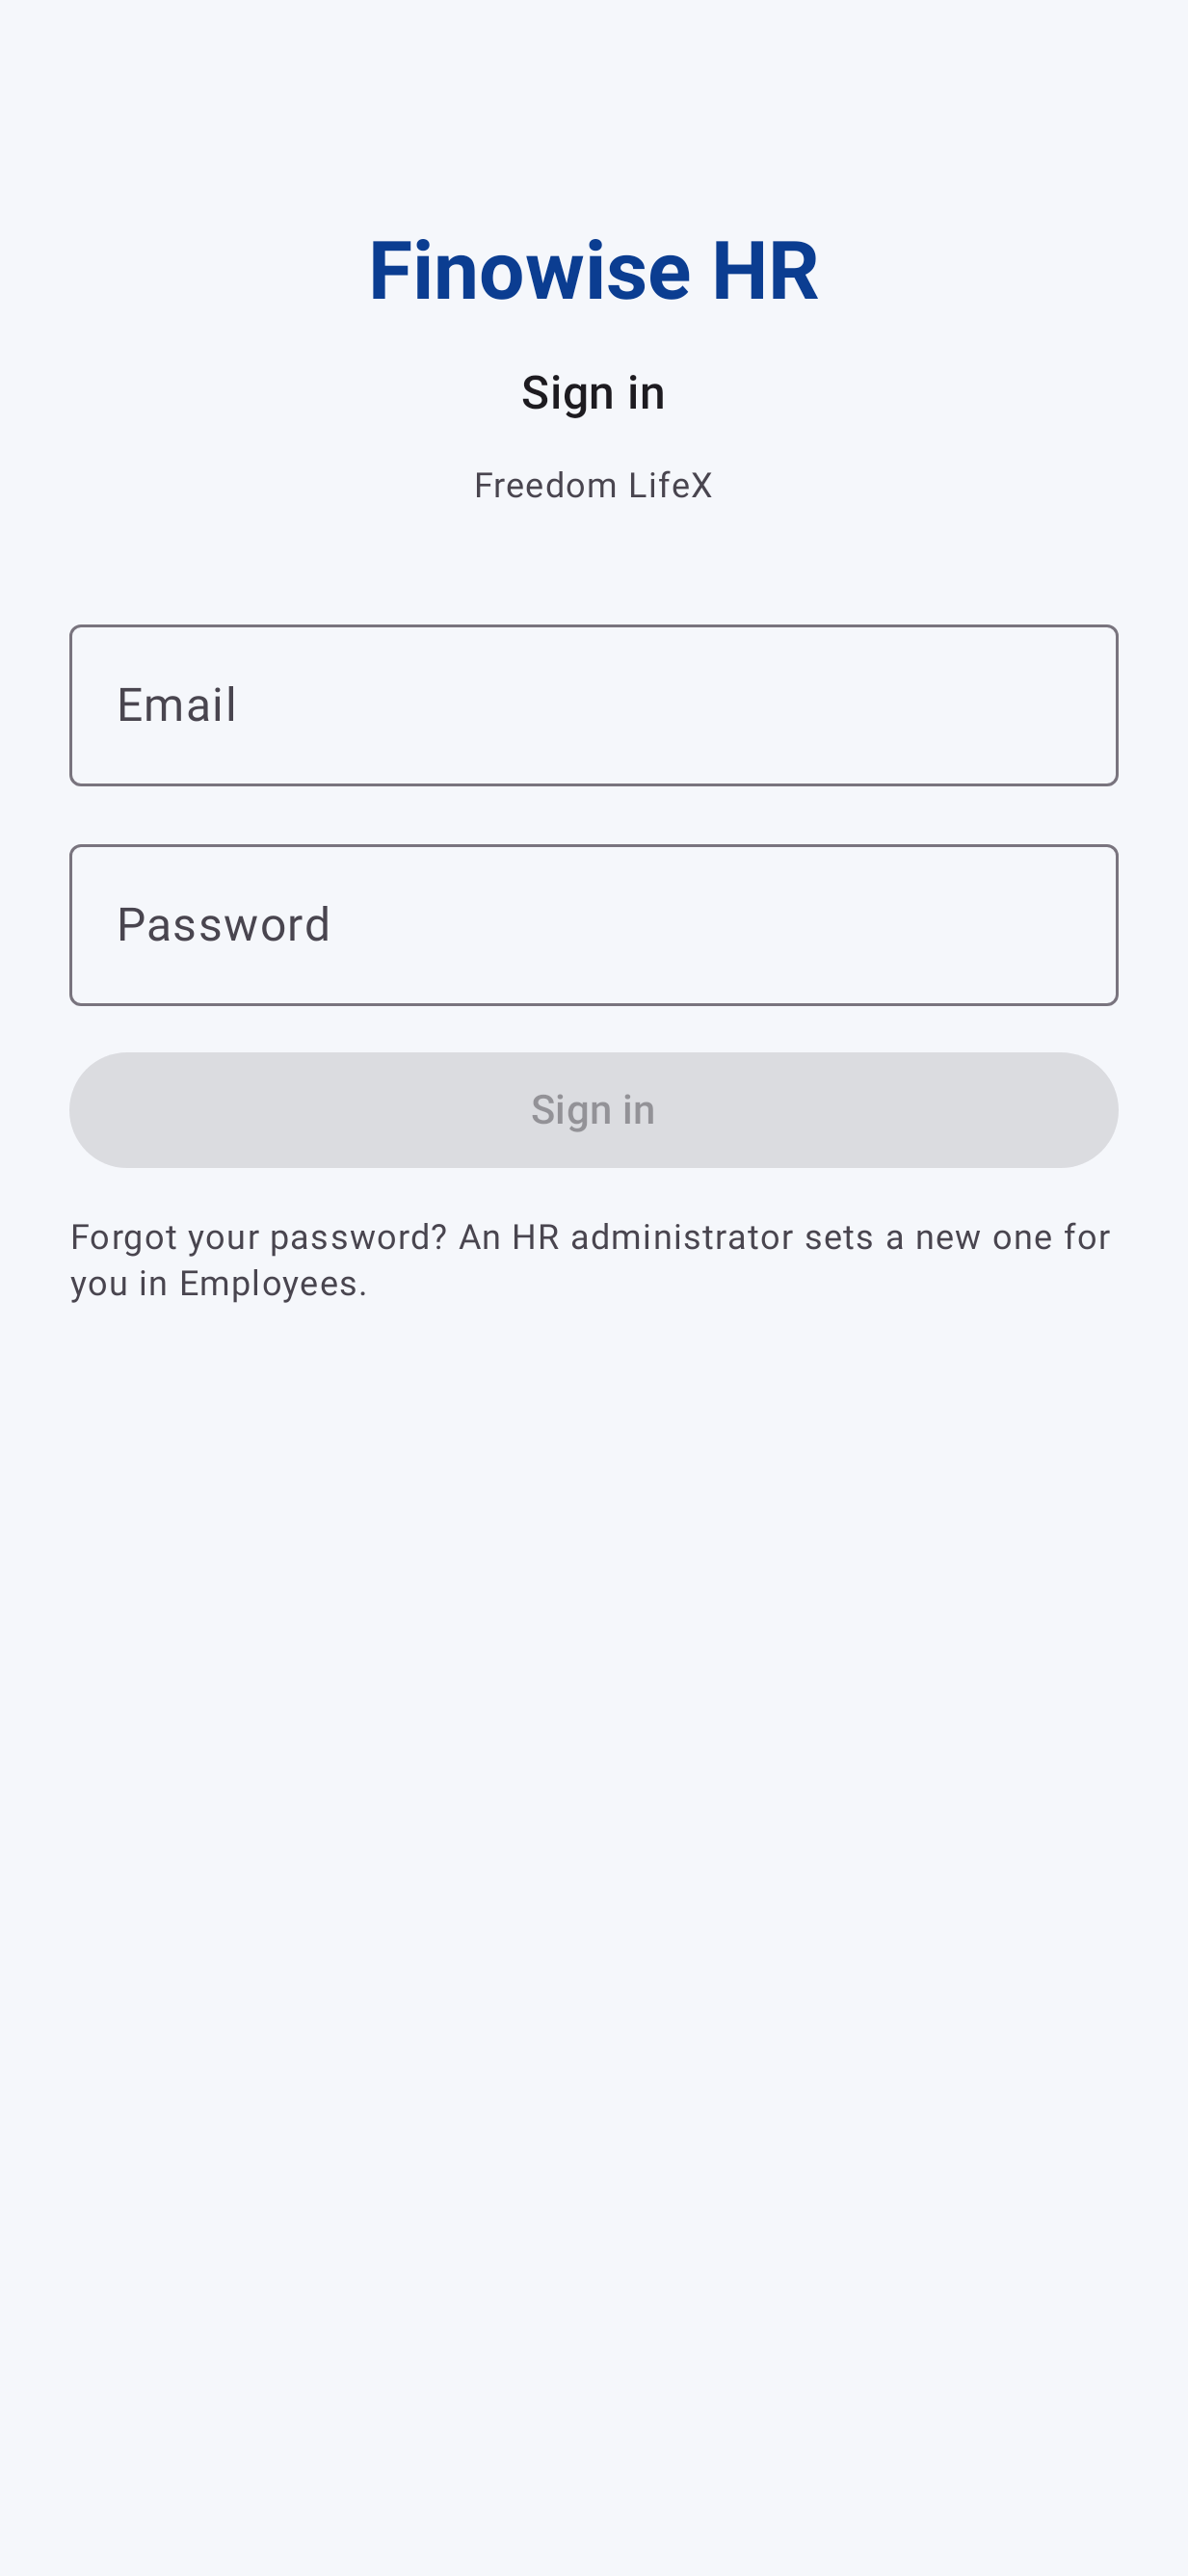 Finowise HR
Sign in
Freedom LifeX
Email
Password
Sign in
Forgot your password? An HR administrator sets a new one for
you in Employees.